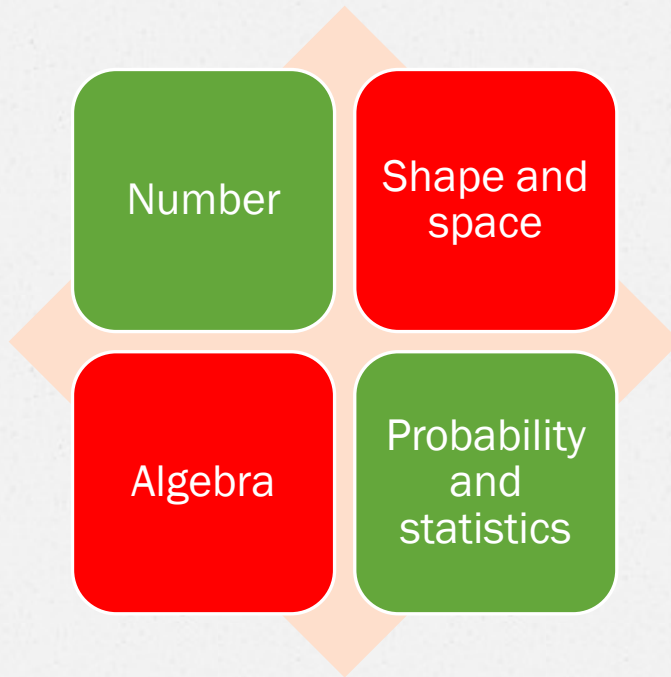 Number
Shape and
space
Algebra
Probability
and
statistics